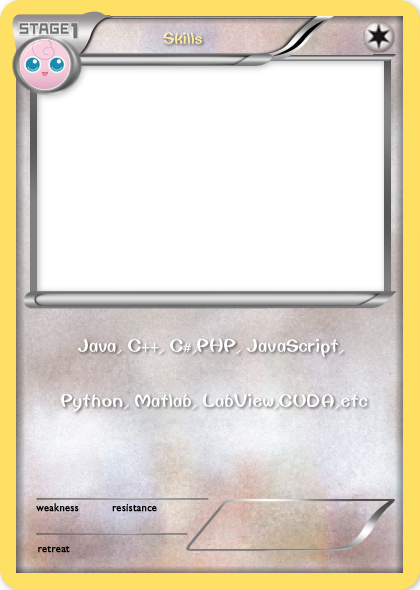 STAGE1
Skills
Java, C++, C#,PHP, JavaScript,
Python, Matlab, LabView,CUDA,etc
weakness resistance
retreat